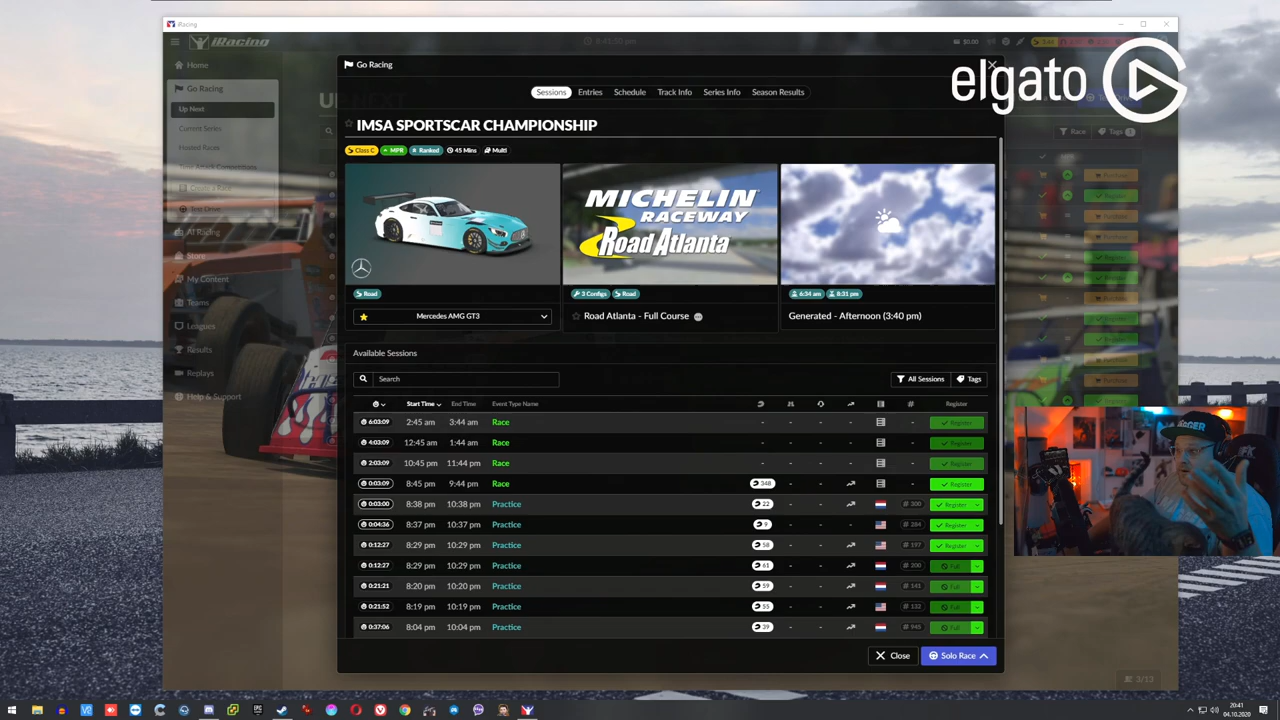 iRacing
iRacing
8:41:50 pm
$0.00
Home
Go Racing
Up Next
Current Series
Hosted Races
Test Drive
AI Racing
Store
My Content
Teams
Leagues
Results
Replays
Help & Support
Go Racing
elgato
Sessions Entries Schedule Track Info Series Info Season Results
IMSA SPORTSCAR CHAMPIONSHIP
Class C MPR Ranked 45 Mins Multi
Race Tags 1
MICHELIN
RACEWAY
Road Atlanta
Road
3 Configs Road
6:34 am 8:31 pm
Mercedes AMG GT3
Road Atlanta - Full Course
Generated - Afternoon (3:40 pm)
Available Sessions
Search
All Sessions Tags
Start Time End Time Event Type Name # Register
6:03:09 2:45 am 3:44 am Race - - - - - Register
4:03:09 12:45 am 1:44 am Race - - - - - Register
2:03:09 10:45 pm 11:44 pm Race - - - - - Register
0:03:09 8:45 pm 9:44 pm Race 348 - - - Register
0:03:00 8:38 pm 10:38 pm Practice 22 - - # 300 Register
0:04:36 8:37 pm 10:37 pm Practice 9 - - - # 284 Register
0:12:27 8:29 pm 10:29 pm Practice 58 - - # 197 Register
0:12:27 8:29 pm 10:29 pm Practice 61 - - # 200 Full
0:21:21 8:20 pm 10:20 pm Practice 59 - - # 141 Full
0:21:52 8:19 pm 10:19 pm Practice 55 - - # 132 Full
0:37:06 8:04 pm 10:04 pm Practice 39 - - # 945 Full
Close Solo Race
3/13
20:41
04.10.2020